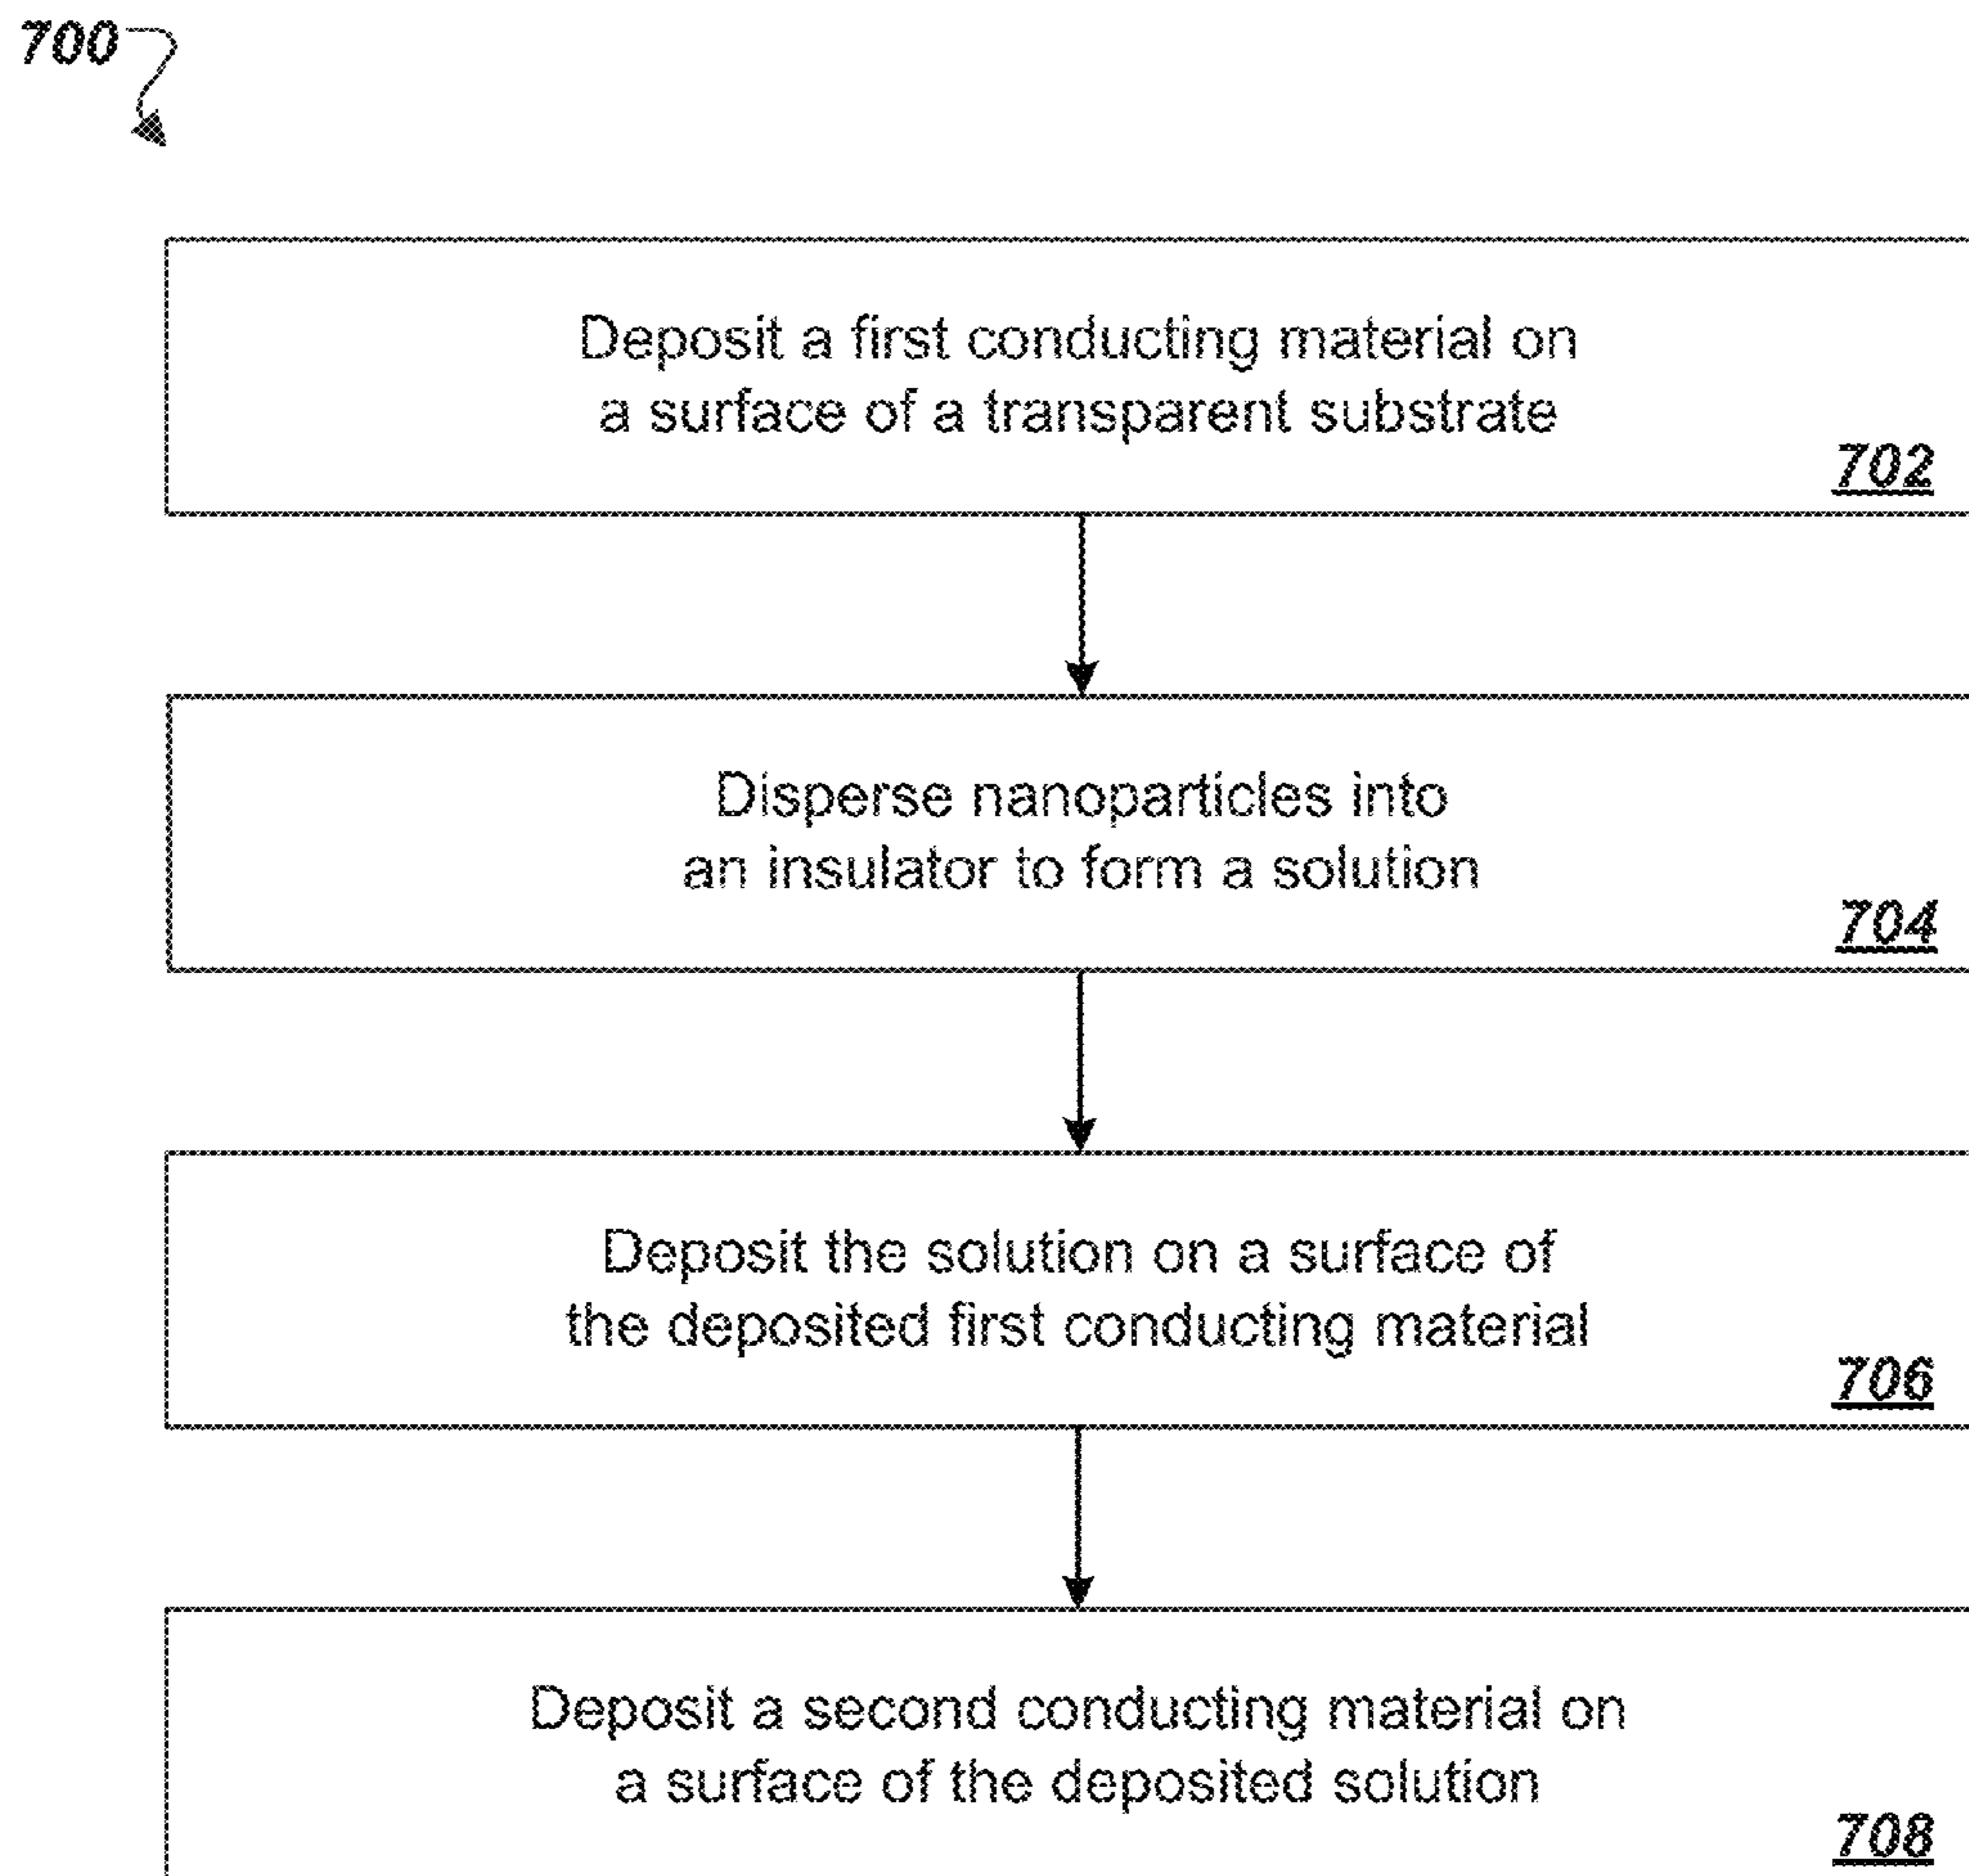 700
Deposit a first conducting material on
a surface of a transparent substrate
702
Disperse nanoparticles into
an insulator to form a solution
704
Deposit the solution on a surface of
the deposited first conducting material
706
Deposit a second conducting material on
a surface of the deposited solution
708